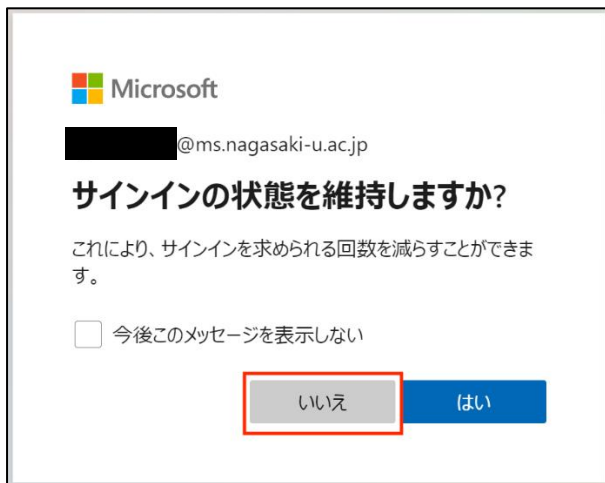 Microsoft
@ms.nagasaki-u.ac.jp
サインインの状態を維持しますか?
これにより、サインインを求められる回数を減らすことができま
す。
今後このメッセージを表示しない
いいえ
はい